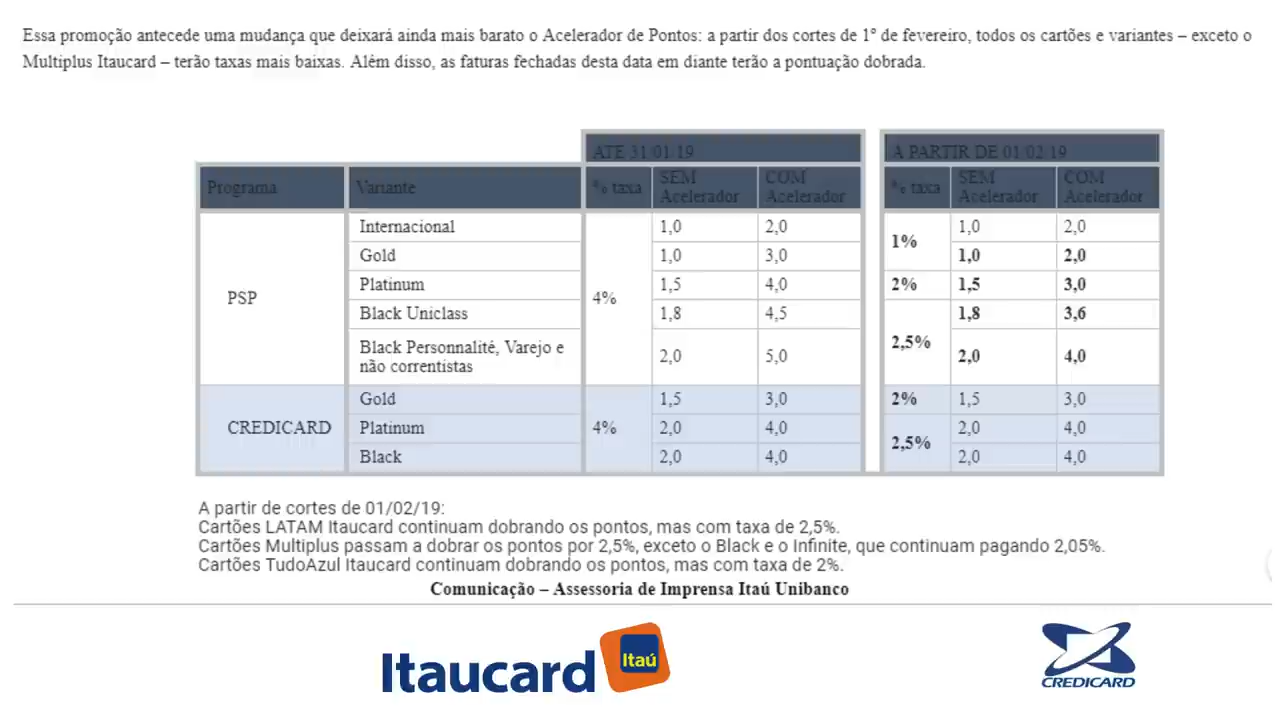 Essa promoção antecede uma mudança que deixará ainda mais barato o Acelerador de Pontos: a partir dos cortes de 1º de fevereiro, todos os cartões e variantes – exceto o
Multiplus Itaucard – terão taxas mais baixas. Além disso, as faturas fechadas desta data em diante terão a pontuação dobrada.
ATÉ 31/01/19 A PARTIR DE 01/02/19
Programa Variante % taxa SEM Acelerador COM Acelerador % taxa SEM Acelerador COM Acelerador
PSP Internacional 4% 1,0 2,0 1% 1,0 2,0
Gold 1,0 3,0 1,0 2,0
Platinum 1,5 4,0 2% 1,5 3,0
Black Uniclass 1,8 4,5 2,5% 1,8 3,6
Black Personnalité, Varejo e
não correntistas 2,0 5,0 2,0 4,0
CREDICARD Gold 4% 1,5 3,0 2% 1,5 3,0
Platinum 2,0 4,0 2,5% 2,0 4,0
Black 2,0 4,0 2,0 4,0
A partir de cortes de 01/02/19:
Cartões LATAM Itaucard continuam dobrando os pontos, mas com taxa de 2,5%.
Cartões Multiplus passam a dobrar os pontos por 2,5%, exceto o Black e o Infinite, que continuam pagando 2,05%.
Cartões TudoAzul Itaucard continuam dobrando os pontos, mas com taxa de 2%.
Comunicação – Assessoria de Imprensa Itaú Unibanco
Itaucard Itaú
CREDICARD